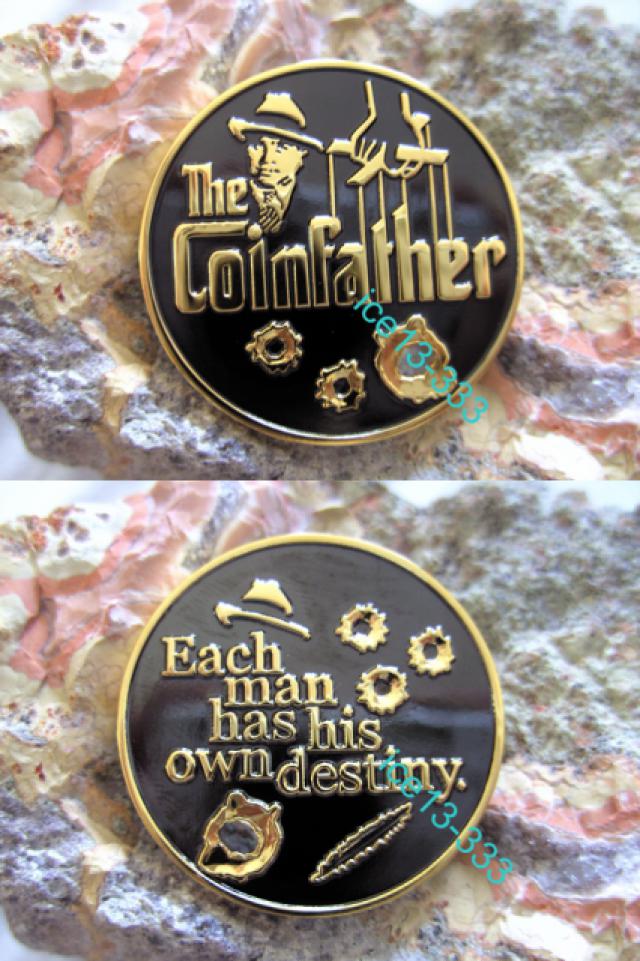 The
Coinfather
ice13-333
Each
man
has his
own destiny.
ice13-333